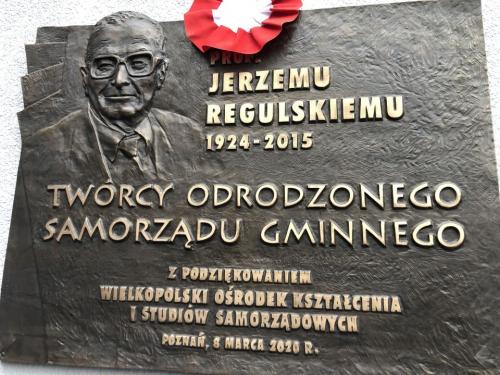 PROF.
JERZEMU
REGULSKIEMU
1924-2015
TWÓRCY ODRODZONEGO
SAMORZĄDU GMINNEGO
Z PODZIĘKOWANIEM
WIELKOPOLSKI OŚRODEK KSZTAŁCENIA
I STUDIÓW SAMORZĄDOWYCH
POZNAŃ, 8 MARCA 2020 R.